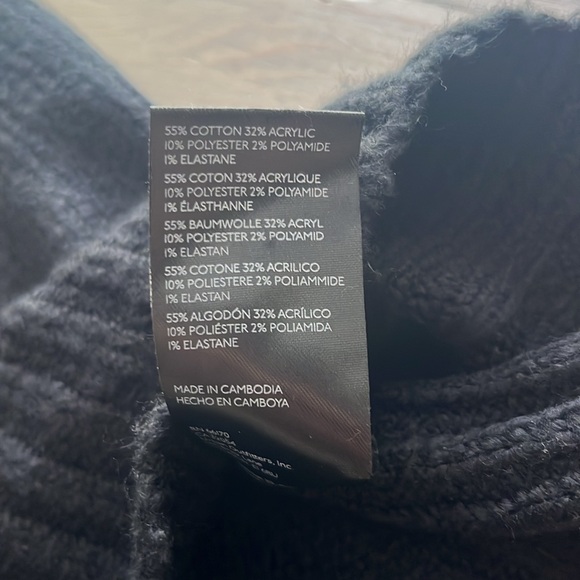 55% COTTON 32% ACRYLIC
10% POLYESTER 2% POLYAMIDE
1% ELASTANE
55% COTON 32% ACRYLIQUE
10% POLYESTER 2% POLYAMIDE
1% ÉLASTHANNE
55% BAUMWOLLE 32% ACRYL
10% POLYESTER 2% POLYAMID
1% ELASTAN
55% COTONE 32% ACRILICO
10% POLIESTERE 2% POLIAMMIDE
1% ELASTAN
55% ALGODÓN 32% ACRÍLICO
10% POLIÉSTER 2% POLIAMIDA
1% ELASTANE
MADE IN CAMBODIA
HECHO EN CAMBOYA
Inc